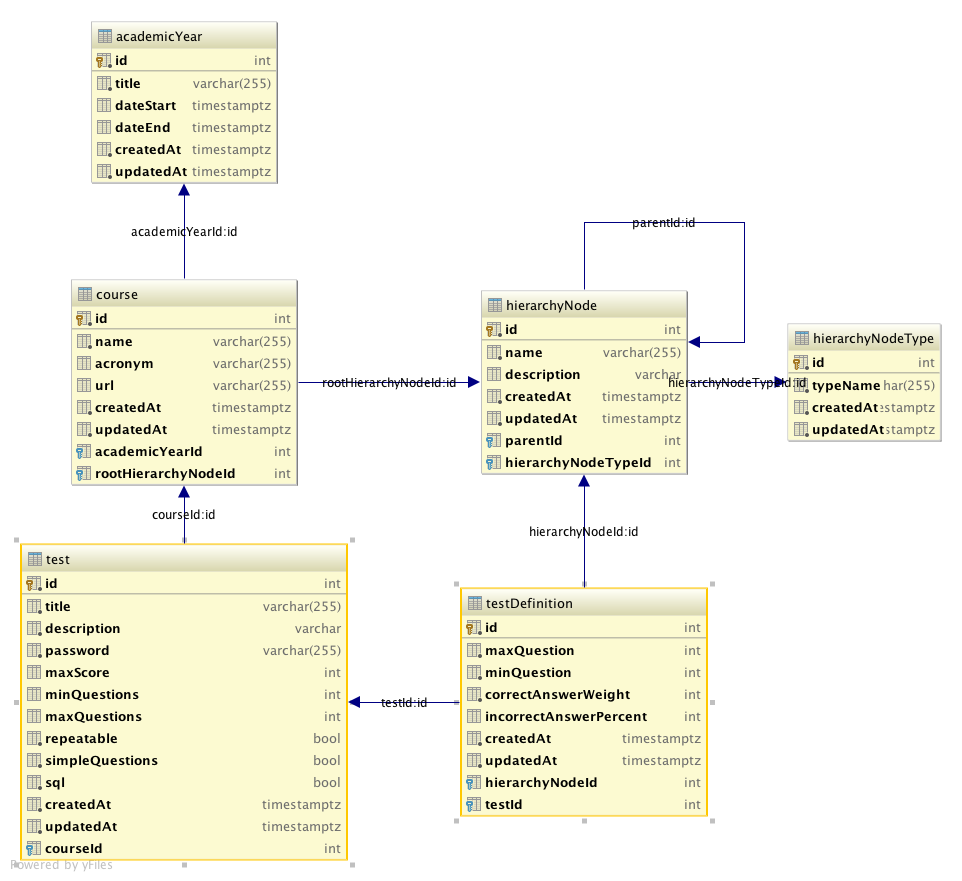 academicYear
id int
title varchar(255)
dateStart timestamptz
dateEnd timestamptz
createdAt timestamptz
updatedAt timestamptz
academicYearId:id
course
id int
name varchar(255)
acronym varchar(255)
url varchar(255)
createdAt timestamptz
updatedAt timestamptz
academicYearId int
rootHierarchyNodeId int
rootHierarchyNodeId:id
parentId:id
hierarchyNode
id int
name varchar(255)
description varchar
createdAt timestamptz
updatedAt timestamptz
parentId int
hierarchyNodeTypeId int
hierarchyNodeTypeId:id
hierarchyNodeType
id int
typeName har(255)
createdAt stamptz
updatedAt stamptz
courseId:id
hierarchyNodeId:id
test
id int
title varchar(255)
description varchar
password varchar(255)
maxScore int
minQuestions int
maxQuestions int
repeatable bool
simpleQuestions bool
sql bool
createdAt timestamptz
updatedAt timestamptz
courseId int
testId:id
testDefinition
id int
maxQuestion int
minQuestion int
correctAnswerWeight int
incorrectAnswerPercent int
createdAt timestamptz
updatedAt timestamptz
hierarchyNodeId int
testId int
Powered by yFiles